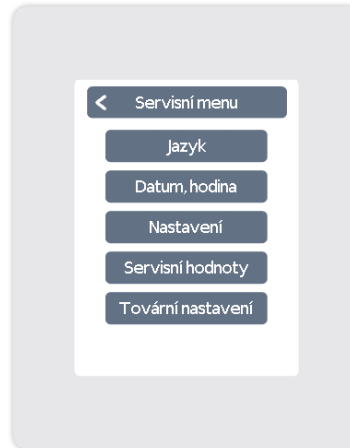 Servisní menu
Jazyk
Datum, hodina
Nastavení
Servisní hodnoty
Tovární nastavení